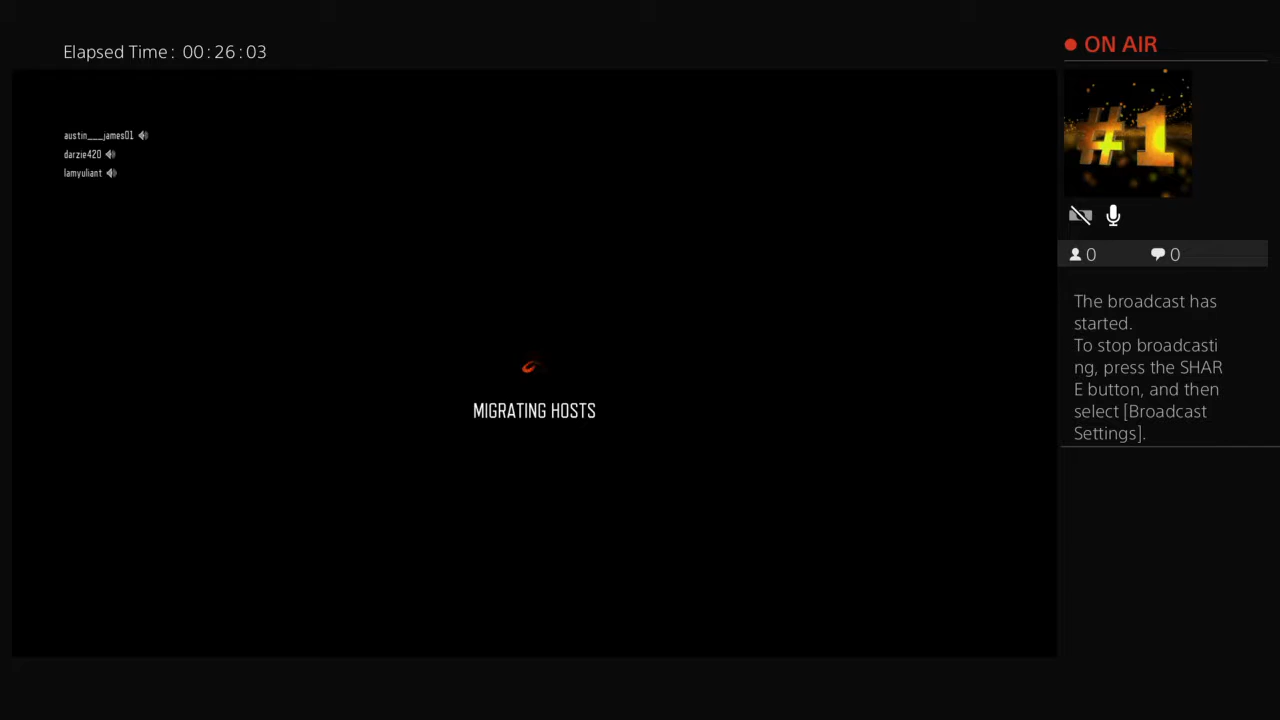 Elapsed Time: 00:26:03
ON AIR
austin___james01
darzie420
lamyuliant
#1
0 0
MIGRATING HOSTS
The broadcast has
started.
To stop broadcasti
ng, press the SHAR
E button, and then
select [Broadcast
Settings].